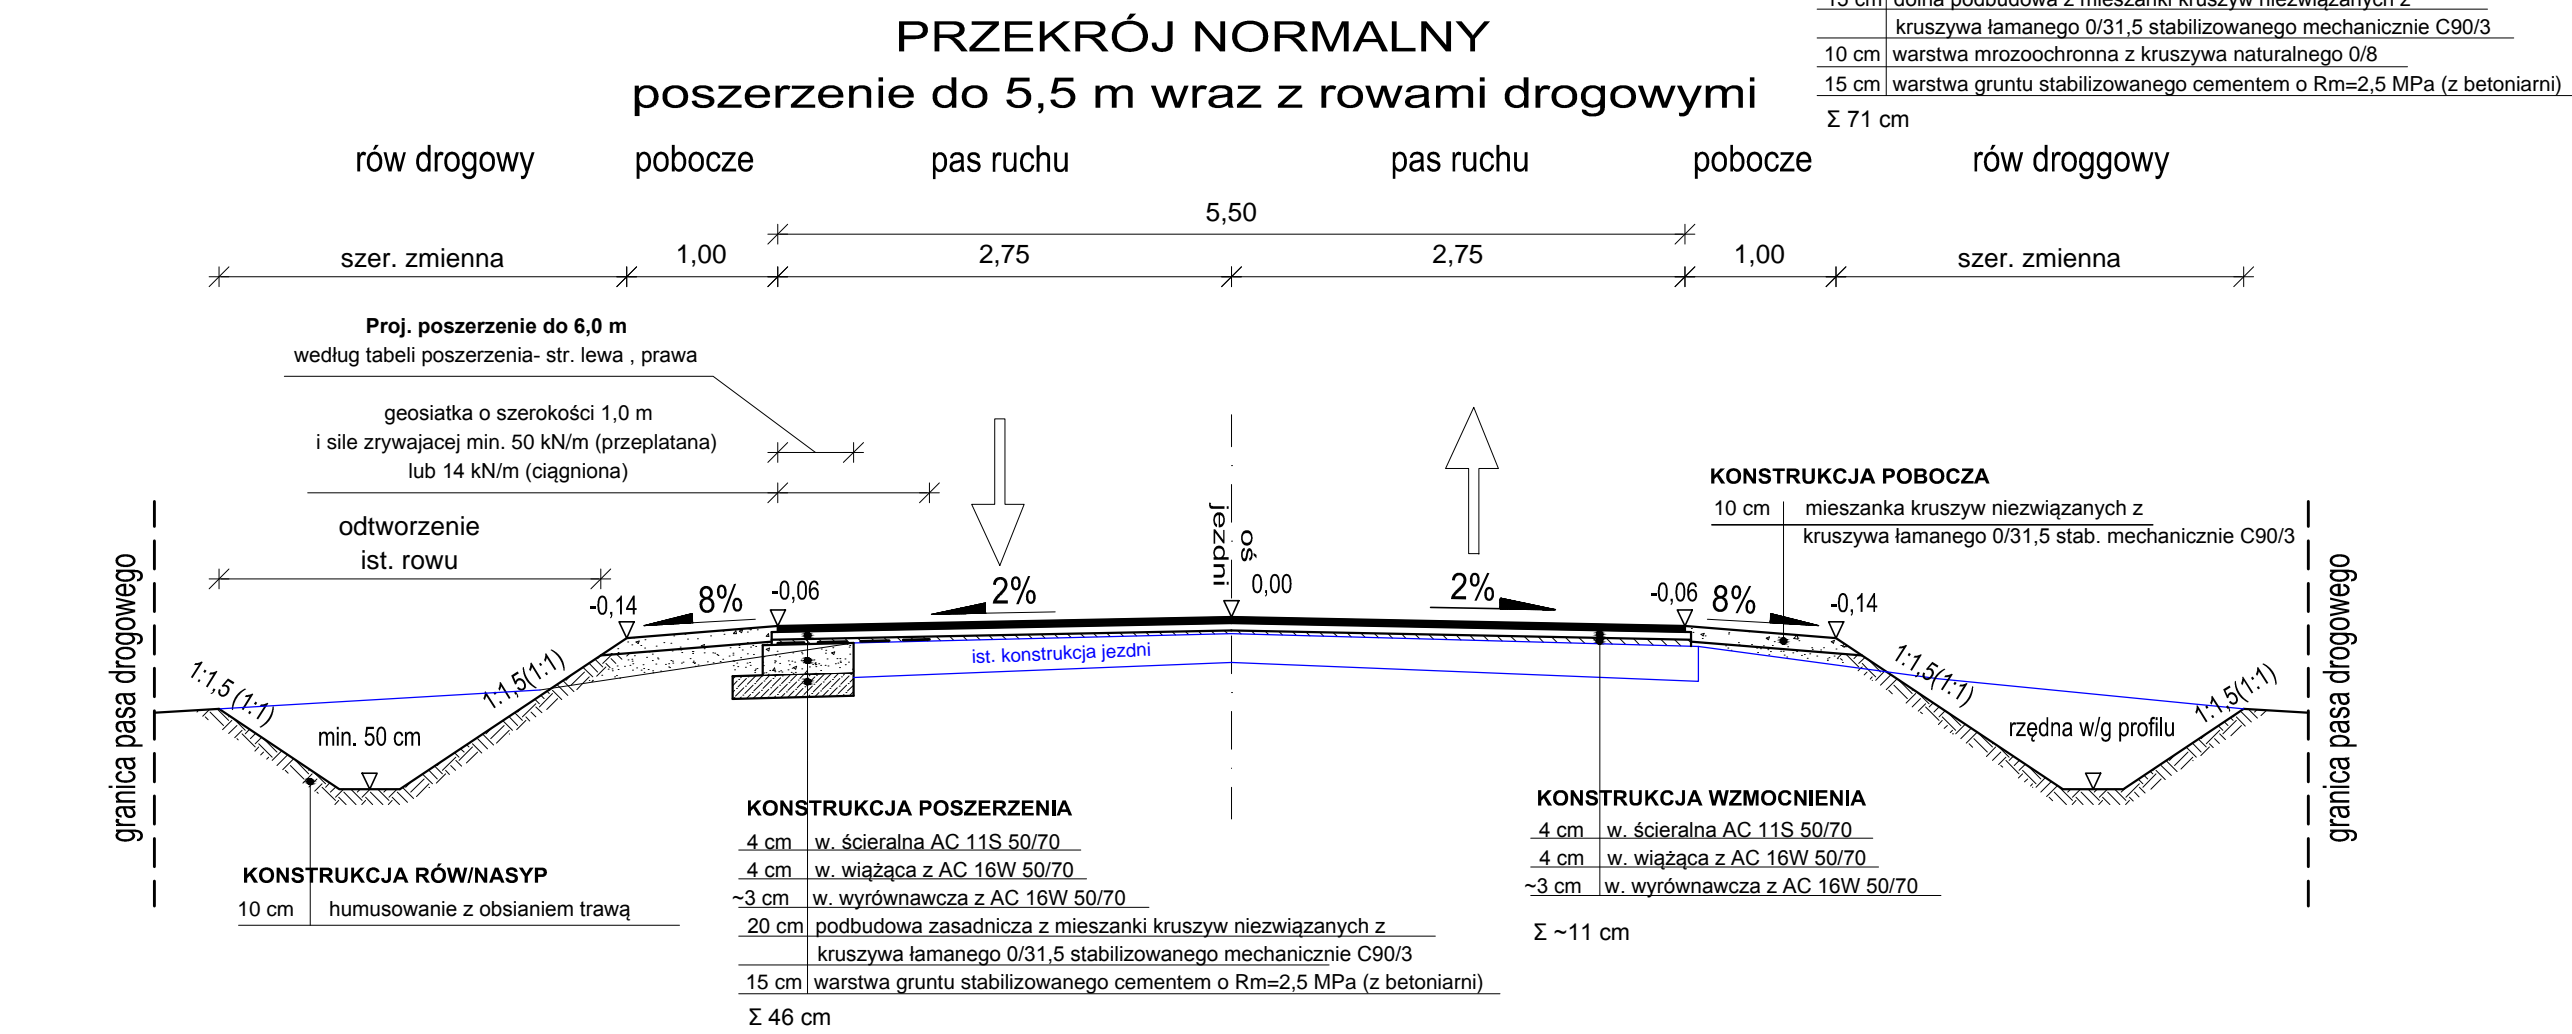 15 cm dolna podbudowa z mieszanki kruszyw niezwiązanych z
kruszywa łamanego 0/31,5 stabilizowanego mechanicznie C90/3
10 cm warstwa mrozoochronna z kruszywa naturalnego 0/8
15 cm warstwa gruntu stabilizowanego cementem o Rm=2,5 MPa (z betoniarni)
Σ 71 cm
PRZEKRÓJ NORMALNY
poszerzenie do 5,5 m wraz z rowami drogowymi
rów drogowy pobocze pas ruchu pas ruchu pobocze rów droggowy
5,50
szer. zmienna 1,00 2,75 2,75 1,00 szer. zmienna
Proj. poszerzenie do 6,0 m
według tabeli poszerzenia- str. lewa , prawa
geosiatka o szerokości 1,0 m
i sile zrywajacej min. 50 kN/m (przeplatana)
lub 14 kN/m (ciągniona)
odtworzenie
ist. rowu
oś
jezdni
KONSTRUKCJA POBOCZA
10 cm mieszanka kruszyw niezwiązanych z
kruszywa łamanego 0/31,5 stab. mechanicznie C90/3
-0,14 8% -0,06 2% 0,00 2% -0,06 8% -0,14
granica pasa drogowego
1:1,5 (1:1)
min. 50 cm
1:1,5(1:1)
ist. konstrukcja jezdni
1:1,5(1:1)
rzędna w/g profilu
1:1,5(1:1)
granica pasa drogowego
KONSTRUKCJA RÓW/NASYP
10 cm humusowanie z obsianiem trawą
KONSTRUKCJA POSZERZENIA
4 cm w. ścieralna AC 11S 50/70
4 cm w. wiążąca z AC 16W 50/70
~3 cm w. wyrównawcza z AC 16W 50/70
20 cm podbudowa zasadnicza z mieszanki kruszyw niezwiązanych z
kruszywa łamanego 0/31,5 stabilizowanego mechanicznie C90/3
15 cm warstwa gruntu stabilizowanego cementem o Rm=2,5 MPa (z betoniarni)
Σ 46 cm
KONSTRUKCJA WZMOCNIENIA
4 cm w. ścieralna AC 11S 50/70
4 cm w. wiążąca z AC 16W 50/70
~3 cm w. wyrównawcza z AC 16W 50/70
Σ ~11 cm